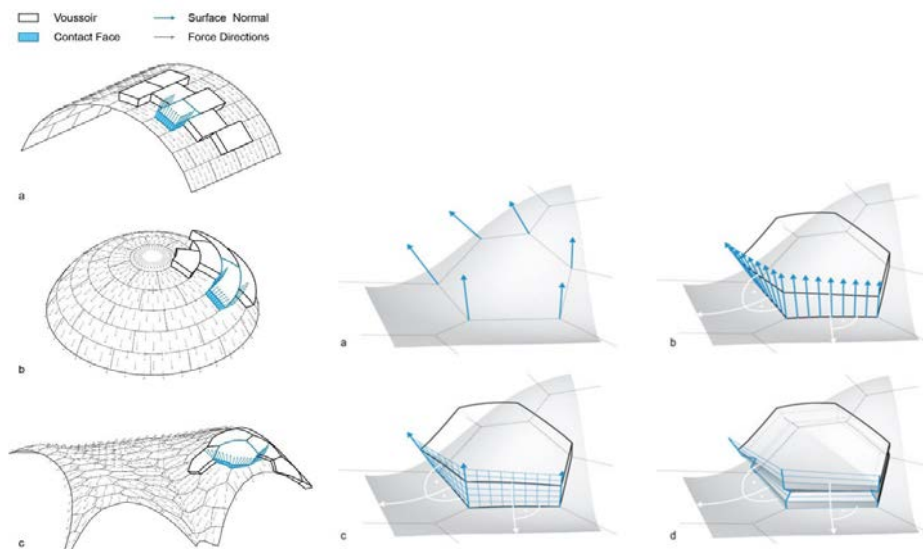 Voussoir
Surface Normal
Contact Face
Force Directions
a
b
c
a
b
c
d